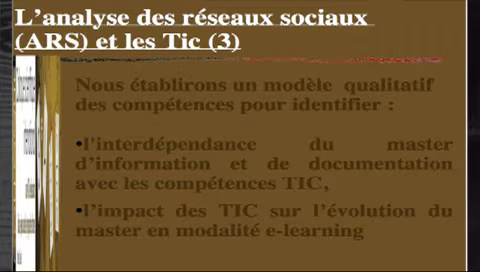 L'analyse des réseaux sociaux
(ARS) et les Tic (3)
Nous établirons un modèle qualitatif
des compétences pour identifier :
•l'interdépendance du master
d'information et de documentation
avec les compétences TIC,
•l'impact des TIC sur l'évolution du
master en modalité e-learning